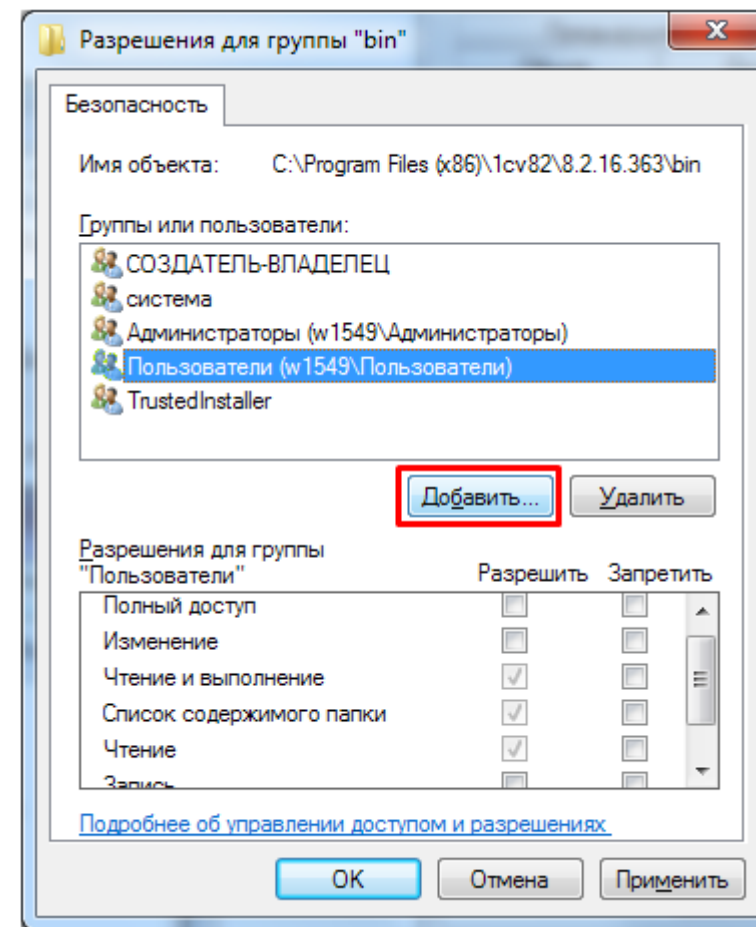 Разрешения для группы "bin"
Безопасность
Имя объекта: C:\Program Files (x86)\1cv82\8.2.16.363\bin
Группы или пользователи:
СОЗДАТЕЛЬ-ВЛАДЕЛЕЦ
система
Администраторы (w1549\Администраторы)
Пользователи (w1549\Пользователи)
TrustedInstaller
Добавить... Удалить
Разрешения для группы
"Пользователи" Разрешить Запретить
Полный доступ
Изменение
Чтение и выполнение
Список содержимого папки
Чтение
Запись
Подробнее об управлении доступом и разрешениях
ОК Отмена Применить